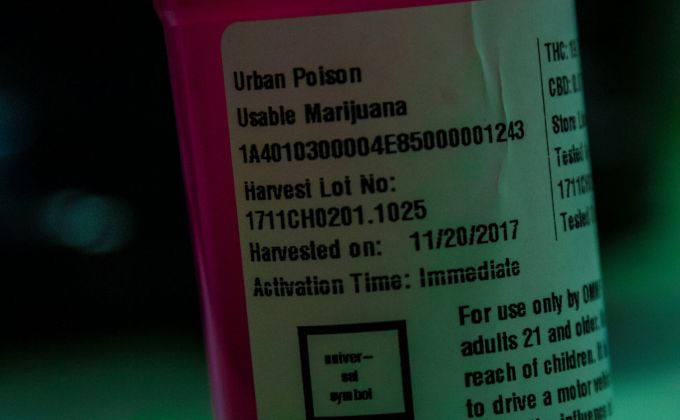 Urban Poison
Usable Marijuana
1A4010300004E85000001243
Harvest Lot No:
1711CH0201.1025
Harvested on: 11/20/2017
Activation Time: Immediate
univer-
sal
symbol
THC:
CBD:
Store
Tested
Tested
For use only by
adults 21 and older.
reach of children.
to drive a motor